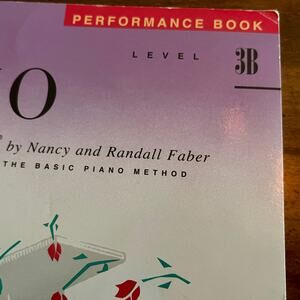 PERFORMANCE BOOK
LEVEL 3B
O
® by Nancy and Randall Faber
THE BASIC PIANO METHOD